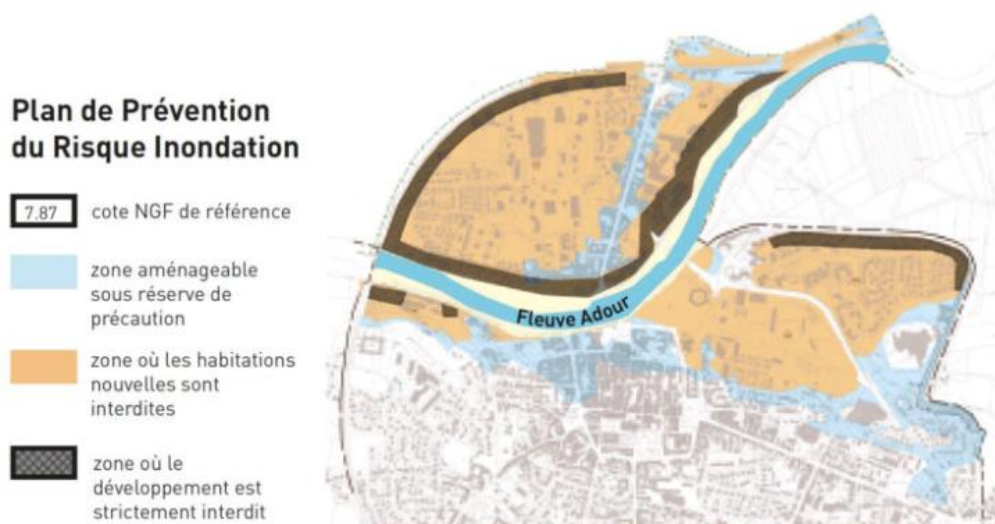 Plan de Prévention
du Risque Inondation
7.87 cote NGF de référence
zone aménageable
sous réserve de
précaution
zone où les habitations
nouvelles sont
interdites
zone où le
développement est
strictement interdit
Fleuve Adour